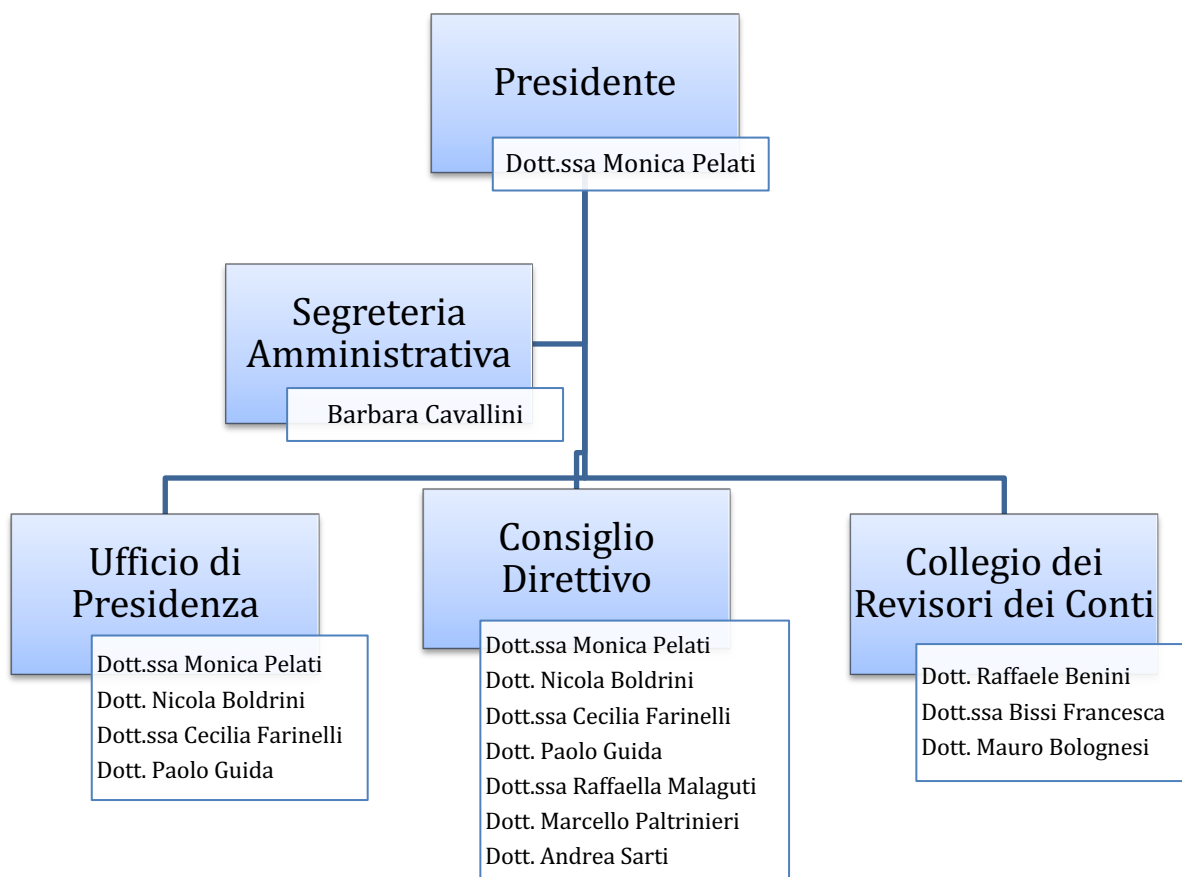 Presidente
Dott.ssa Monica Pelati
Segreteria
Amministrativa
Barbara Cavallini
Ufficio di
Presidenza
Dott.ssa Monica Pelati
Dott. Nicola Boldrini
Dott.ssa Cecilia Farinelli
Dott. Paolo Guida
Consiglio
Direttivo
Dott.ssa Monica Pelati
Dott. Nicola Boldrini
Dott.ssa Cecilia Farinelli
Dott. Paolo Guida
Dott.ssa Raffaella Malaguti
Dott. Marcello Paltrinieri
Dott. Andrea Sarti
Collegio dei
Revisori dei Conti
Dott. Raffaele Benini
Dott.ssa Bissi Francesca
Dott. Mauro Bolognesi